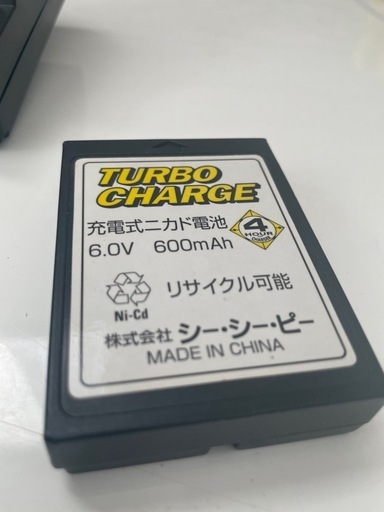 TURBO
CHARGE
充電式ニカド電池
6.0V 600mAh
4
HOUR
Charge
Ni-Cd
リサイクル可能
株式会社 シー・シー・ピー
MADE IN CHINA